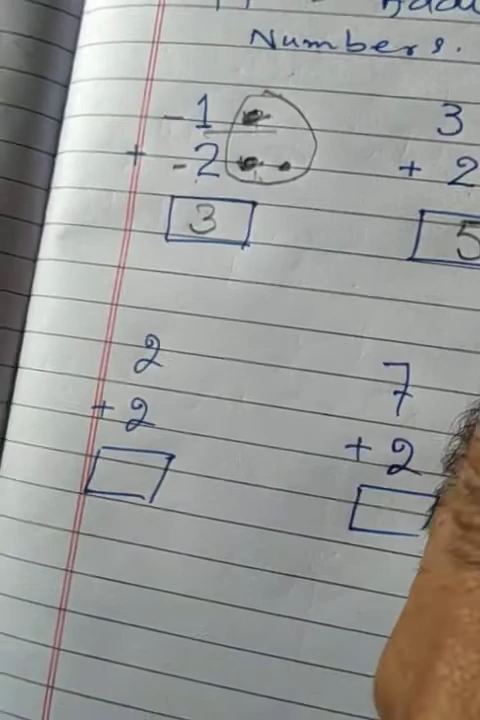 Numbers.
- 1 3
+ - 2 + 2
3 5
2 7
+ 2 + 2